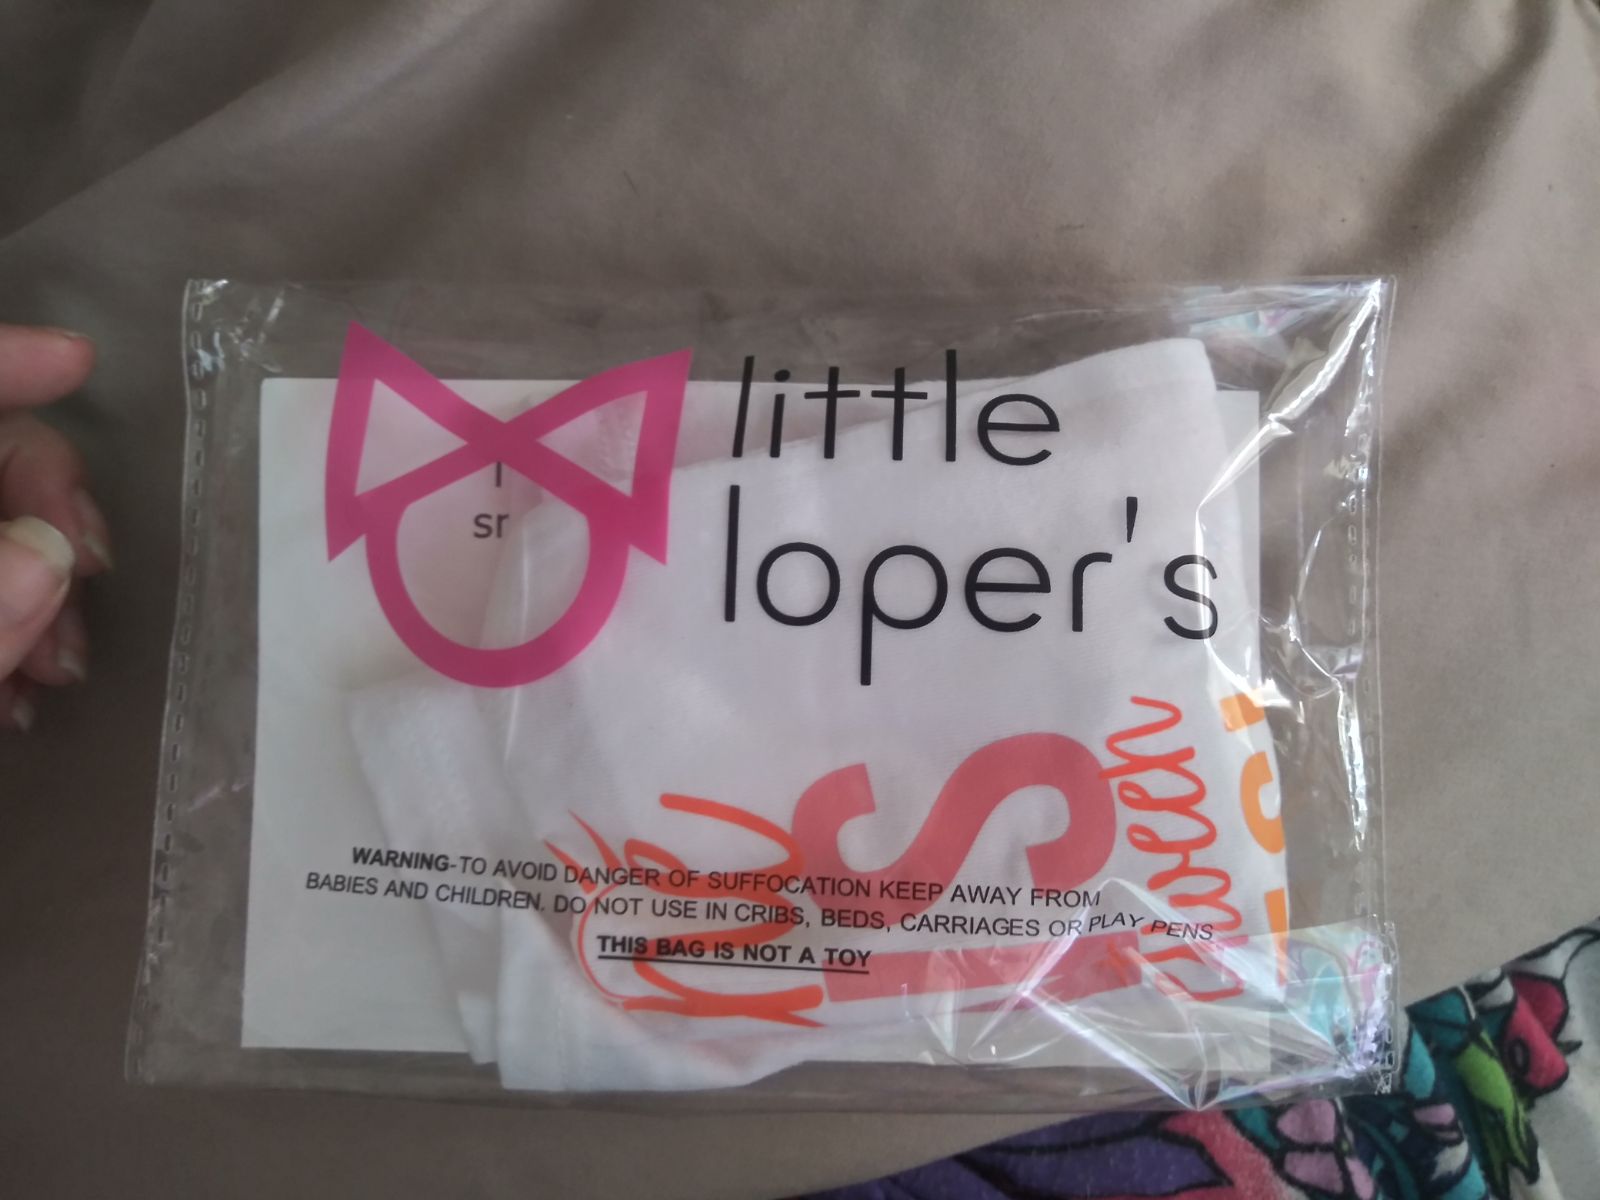 little
loper's
sr
WARNING-TO AVOID DANGER OF SUFFOCATION KEEP AWAY FROM
BABIES AND CHILDREN. DO NOT USE IN CRIBS, BEDS, CARRIAGES OR PLAY PENS
THIS BAG IS NOT A TOY